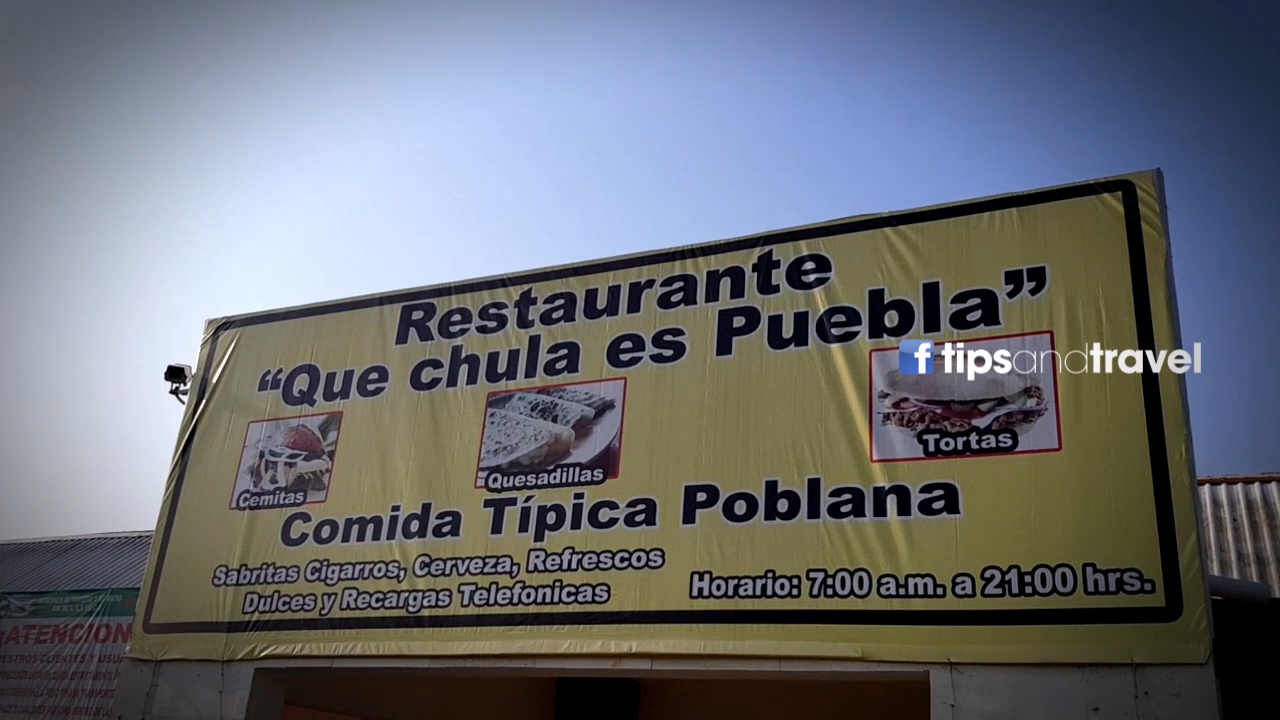 Restaurante
“Que chula es Puebla”
f tipsandtravel
Cemitas
Quesadillas
Tortas
Comida Típica Poblana
Sabritas Cigarros, Cerveza, Refrescos
Dulces y Recargas Telefonicas
Horario: 7:00 a.m. a 21:00 hrs.
ATENCION